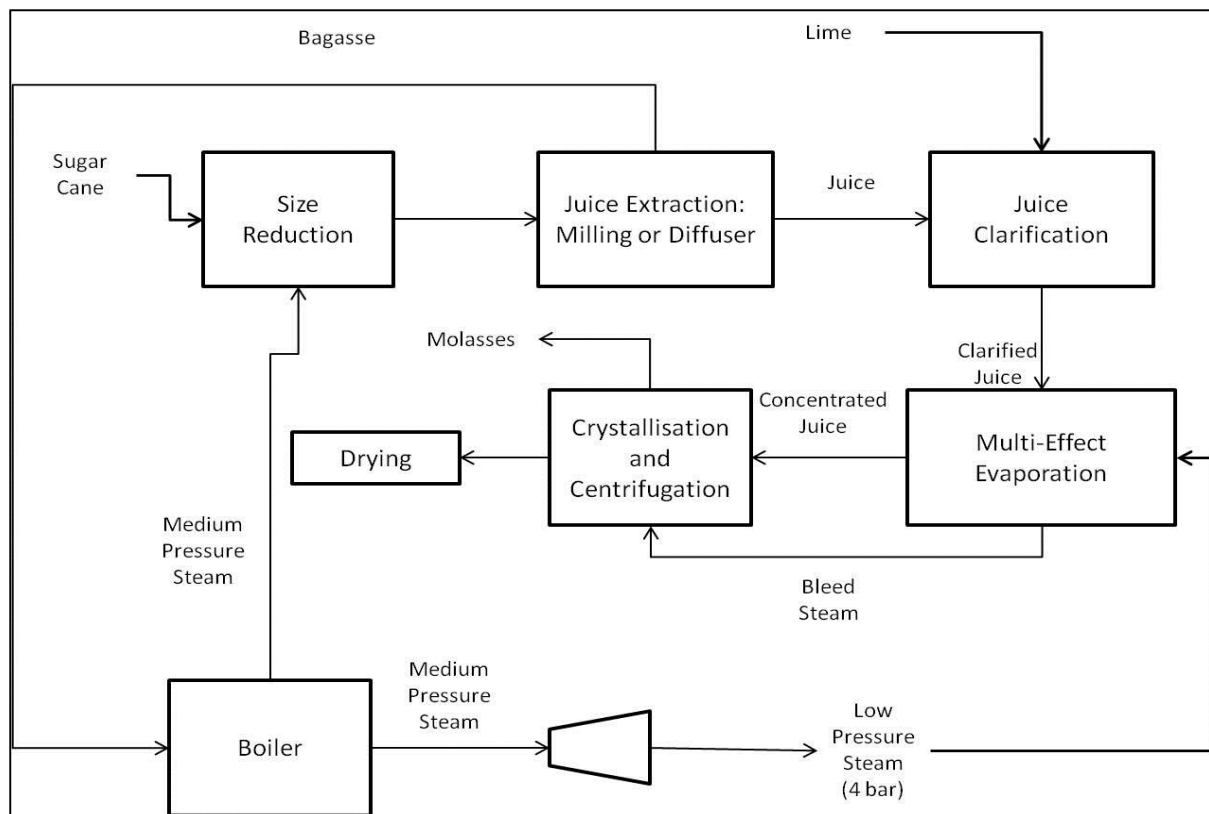 Bagasse
Lime
Sugar
Cane
Size
Reduction
Juice Extraction:
Milling or Diffuser
Juice
Juice
Clarification
Molasses
Clarified
Juice
Concentrated
Juice
Drying
Crystallisation
and
Centrifugation
Multi-Effect
Evaporation
Medium
Pressure
Steam
Bleed
Steam
Boiler
Medium
Pressure
Steam
Low
Pressure
Steam
(4 bar)